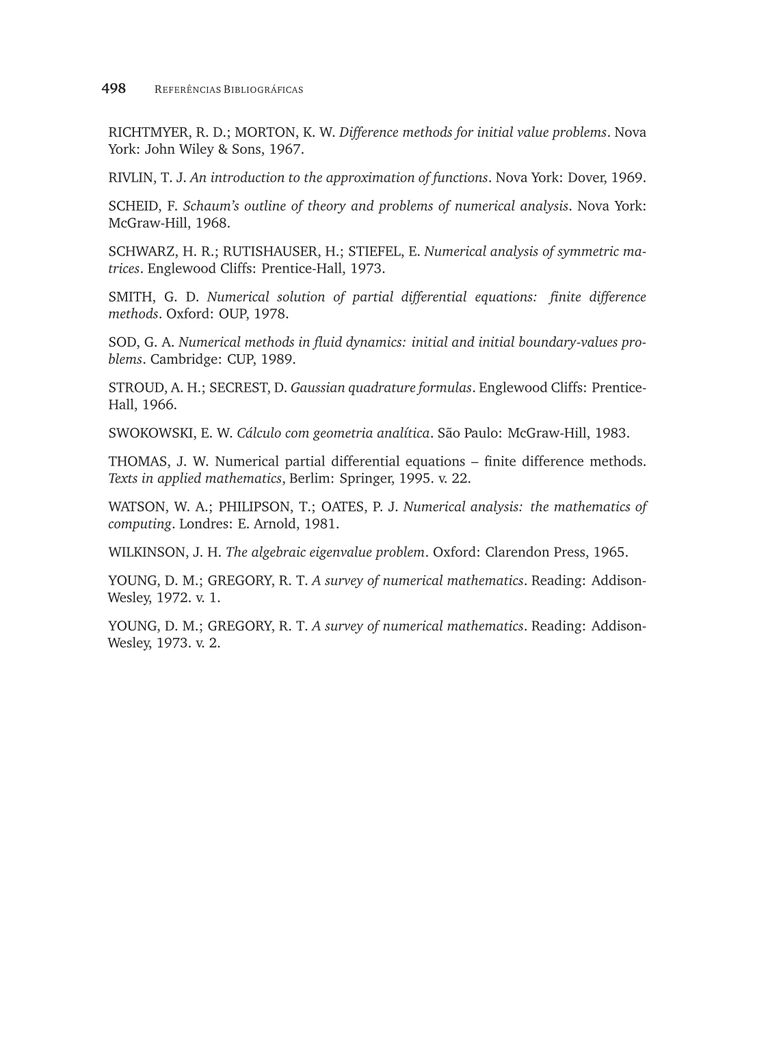 498 REFERÊNCIAS BIBLIOGRÁFICAS
RICHTMYER, R. D.; MORTON, K. W. Difference methods for initial value problems. Nova
York: John Wiley & Sons, 1967.
RIVLIN, T. J. An introduction to the approximation of functions. Nova York: Dover, 1969.
SCHEID, F. Schaum's outline of theory and problems of numerical analysis. Nova York:
McGraw-Hill, 1968.
SCHWARZ, H. R.; RUTISHAUSER, H.; STIEFEL, E. Numerical analysis of symmetric ma-
trices. Englewood Cliffs: Prentice-Hall, 1973.
SMITH, G. D. Numerical solution of partial differential equations: finite difference
methods. Oxford: OUP, 1978.
SOD, G. A. Numerical methods in fluid dynamics: initial and initial boundary-values pro-
blems. Cambridge: CUP, 1989.
STROUD, A. H.; SECREST, D. Gaussian quadrature formulas. Englewood Cliffs: Prentice-
Hall, 1966.
SWOKOWSKI, E. W. Cálculo com geometria analítica. São Paulo: McGraw-Hill, 1983.
THOMAS, J. W. Numerical partial differential equations – finite difference methods.
Texts in applied mathematics, Berlim: Springer, 1995. v. 22.
WATSON, W. A.; PHILIPSON, T.; OATES, P. J. Numerical analysis: the mathematics of
computing. Londres: E. Arnold, 1981.
WILKINSON, J. H. The algebraic eigenvalue problem. Oxford: Clarendon Press, 1965.
YOUNG, D. M.; GREGORY, R. T. A survey of numerical mathematics. Reading: Addison-
Wesley, 1972. v. 1.
YOUNG, D. M.; GREGORY, R. T. A survey of numerical mathematics. Reading: Addison-
Wesley, 1973. v. 2.